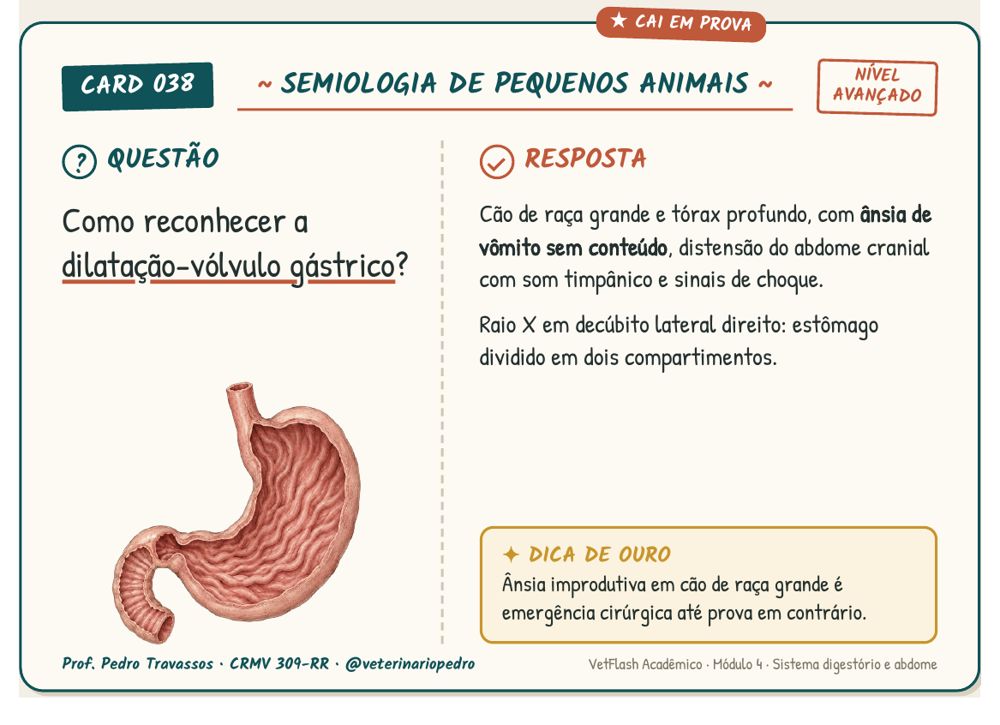 ★ CAI EM PROVA
CARD 038
~ SEMIOLOGIA DE PEQUENOS ANIMAIS ~
NÍVEL
AVANÇADO
? QUESTÃO
Como reconhecer a
dilatação-vólvulo gástrico?
RESPOSTA
Cão de raça grande e tórax profundo, com ânsia de
vômito sem conteúdo, distensão do abdome cranial
com som timpânico e sinais de choque.
Raio X em decúbito lateral direito: estômago
dividido em dois compartimentos.
✦ DICA DE OURO
Ânsia improdutiva em cão de raça grande é
emergência cirúrgica até prova em contrário.
Prof. Pedro Travassos · CRMV 309-RR · @veterinariopedro
VetFlash Acadêmico · Módulo 4 · Sistema digestório e abdome